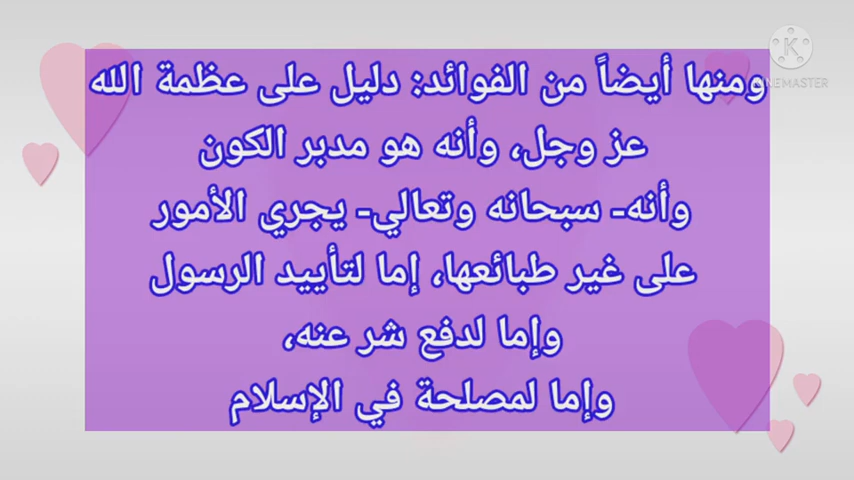 ومنها أيضاً من الفوائد: دليل على عظمة الله
عز وجل، وأنه هو مدبر الكون
وأنه- سبحانه وتعالي- يجري الأمور
على غير طبائعها، إما لتأييد الرسول
وإما لدفع شر عنه،
وإما لمصلحة في الإسلام
K
KINEMASTER